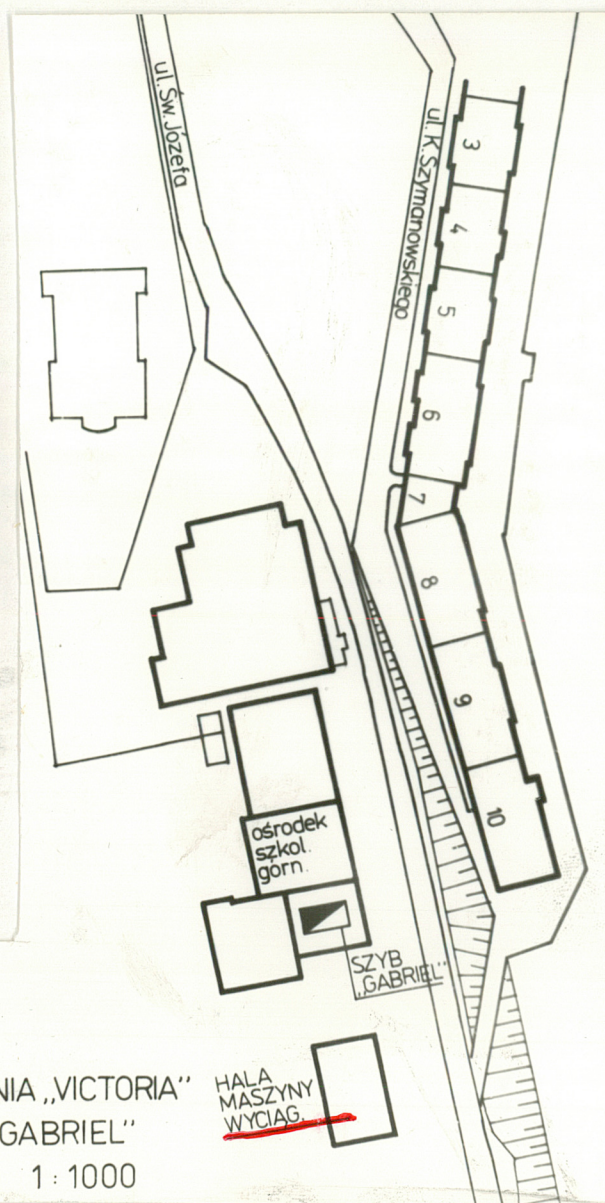 ul. Św. Józefa
ul. K. Szymanowskiego
3
4
5
6
7
8
9
10
ośrodek
szkol.
górn.
SZYB
„GABRIEL”
HALA
MASZYNY
WYCIĄG.
NIA „VICTORIA”
GABRIEL”
1 : 1000